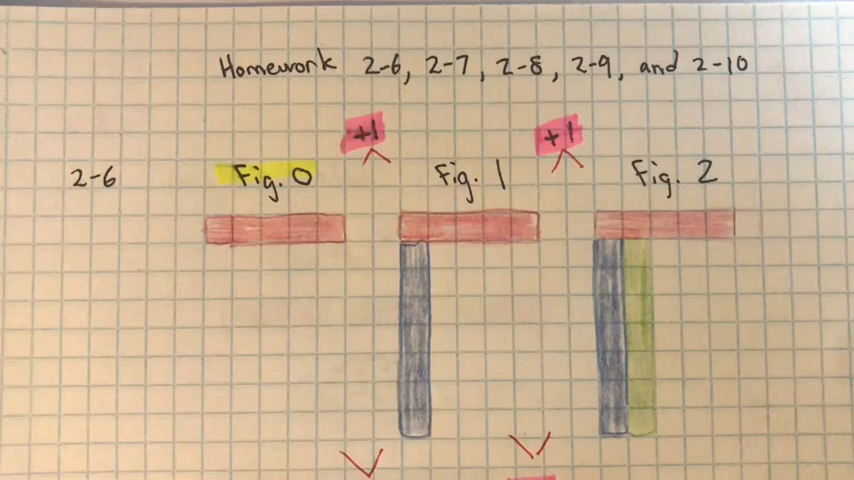 Homework 2-6, 2-7, 2-8, 2-9, and 2-10
+1 +1
2-6 Fig. 0 Fig. 1 Fig. 2